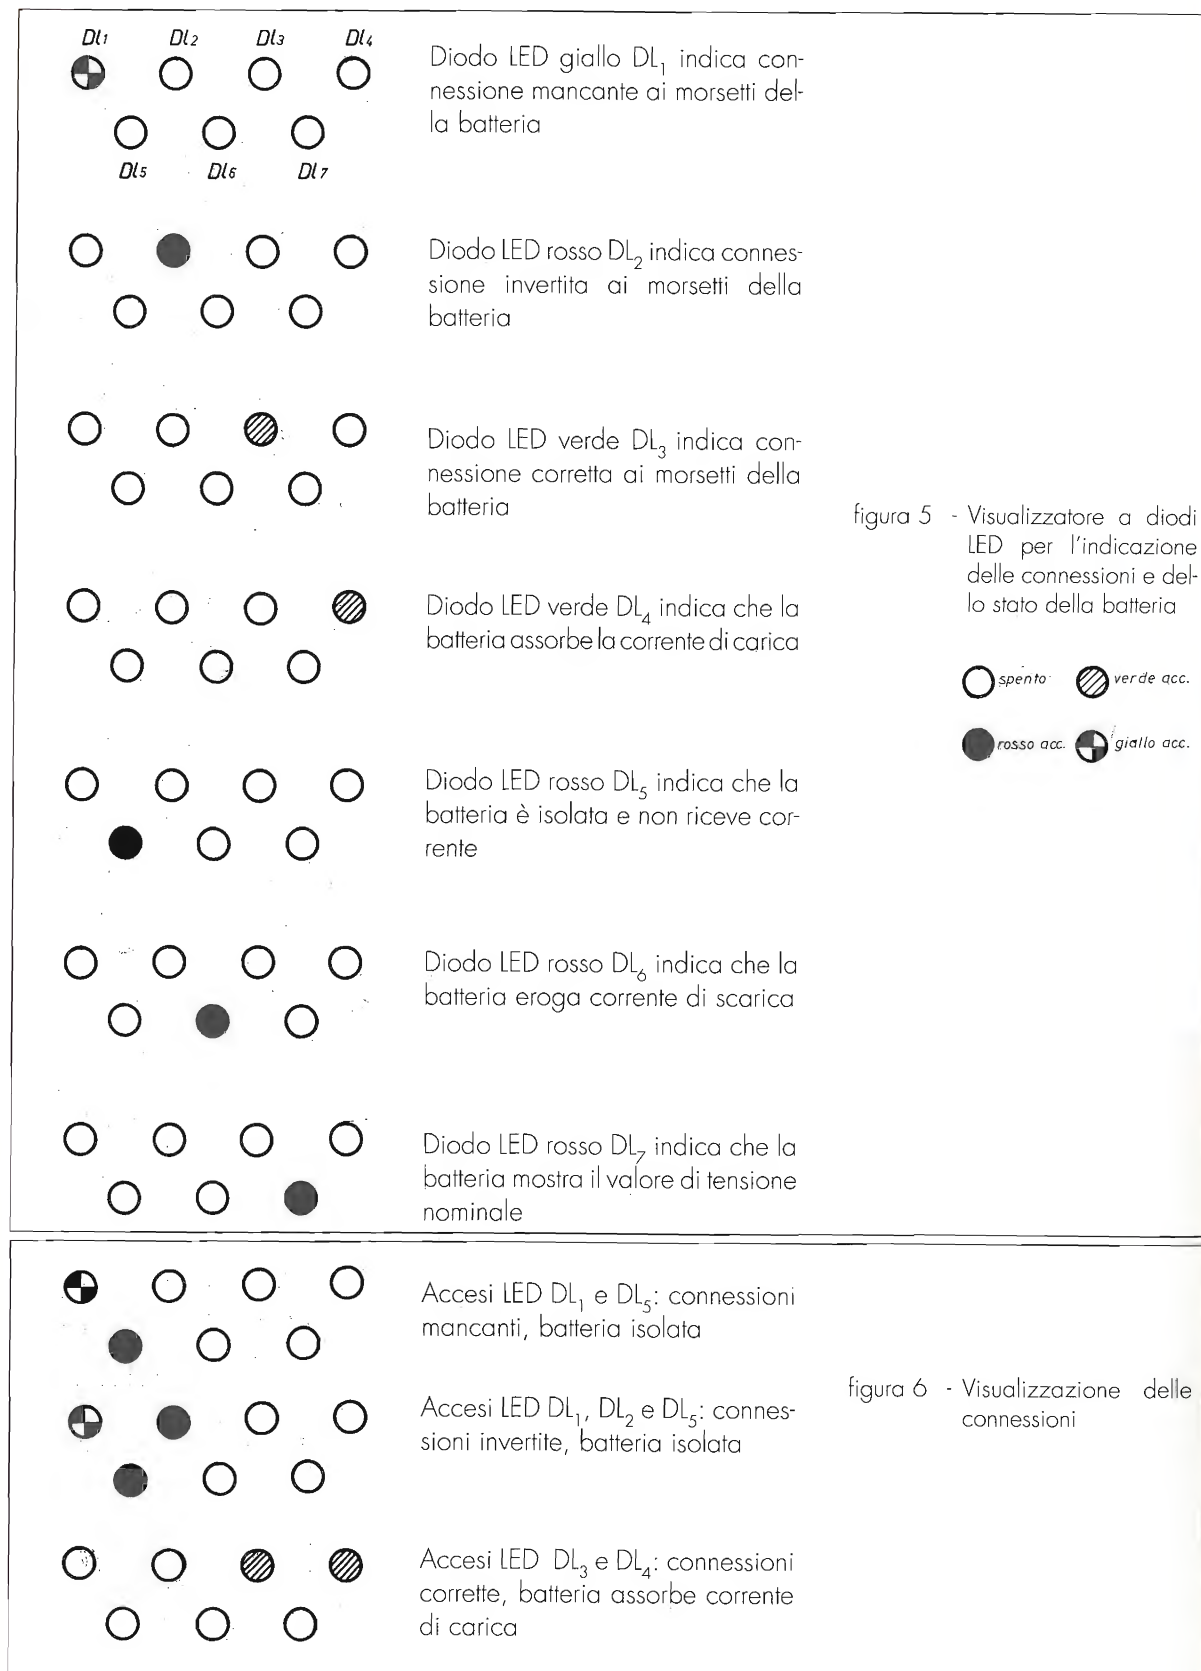 Dl1 Dl2 Dl3 Dl4
Dl5 Dl6 Dl7
Diodo LED giallo DL1 indica con-
nessione mancante ai morsetti del-
la batteria
Diodo LED rosso DL2 indica connes-
sione invertita ai morsetti della
batteria
Diodo LED verde DL3 indica con-
nessione corretta ai morsetti della
batteria
Diodo LED verde DL4 indica che la
batteria assorbe la corrente di carica
Diodo LED rosso DL5 indica che la
batteria è isolata e non riceve cor-
rente
Diodo LED rosso DL6 indica che la
batteria eroga corrente di scarica
Diodo LED rosso DL7 indica che la
batteria mostra il valore di tensione
nominale
figura 5 - Visualizzatore a diodi
LED per l'indicazione
delle connessioni e del-
lo stato della batteria
spento verde acc.
rosso acc. giallo acc.
Accesi LED DL1 e DL5: connessioni
mancanti, batteria isolata
Accesi LED DL1, DL2 e DL5: connes-
sioni invertite, batteria isolata
Accesi LED DL3 e DL4: connessioni
corrette, batteria assorbe corrente
di carica
figura 6 - Visualizzazione delle
connessioni